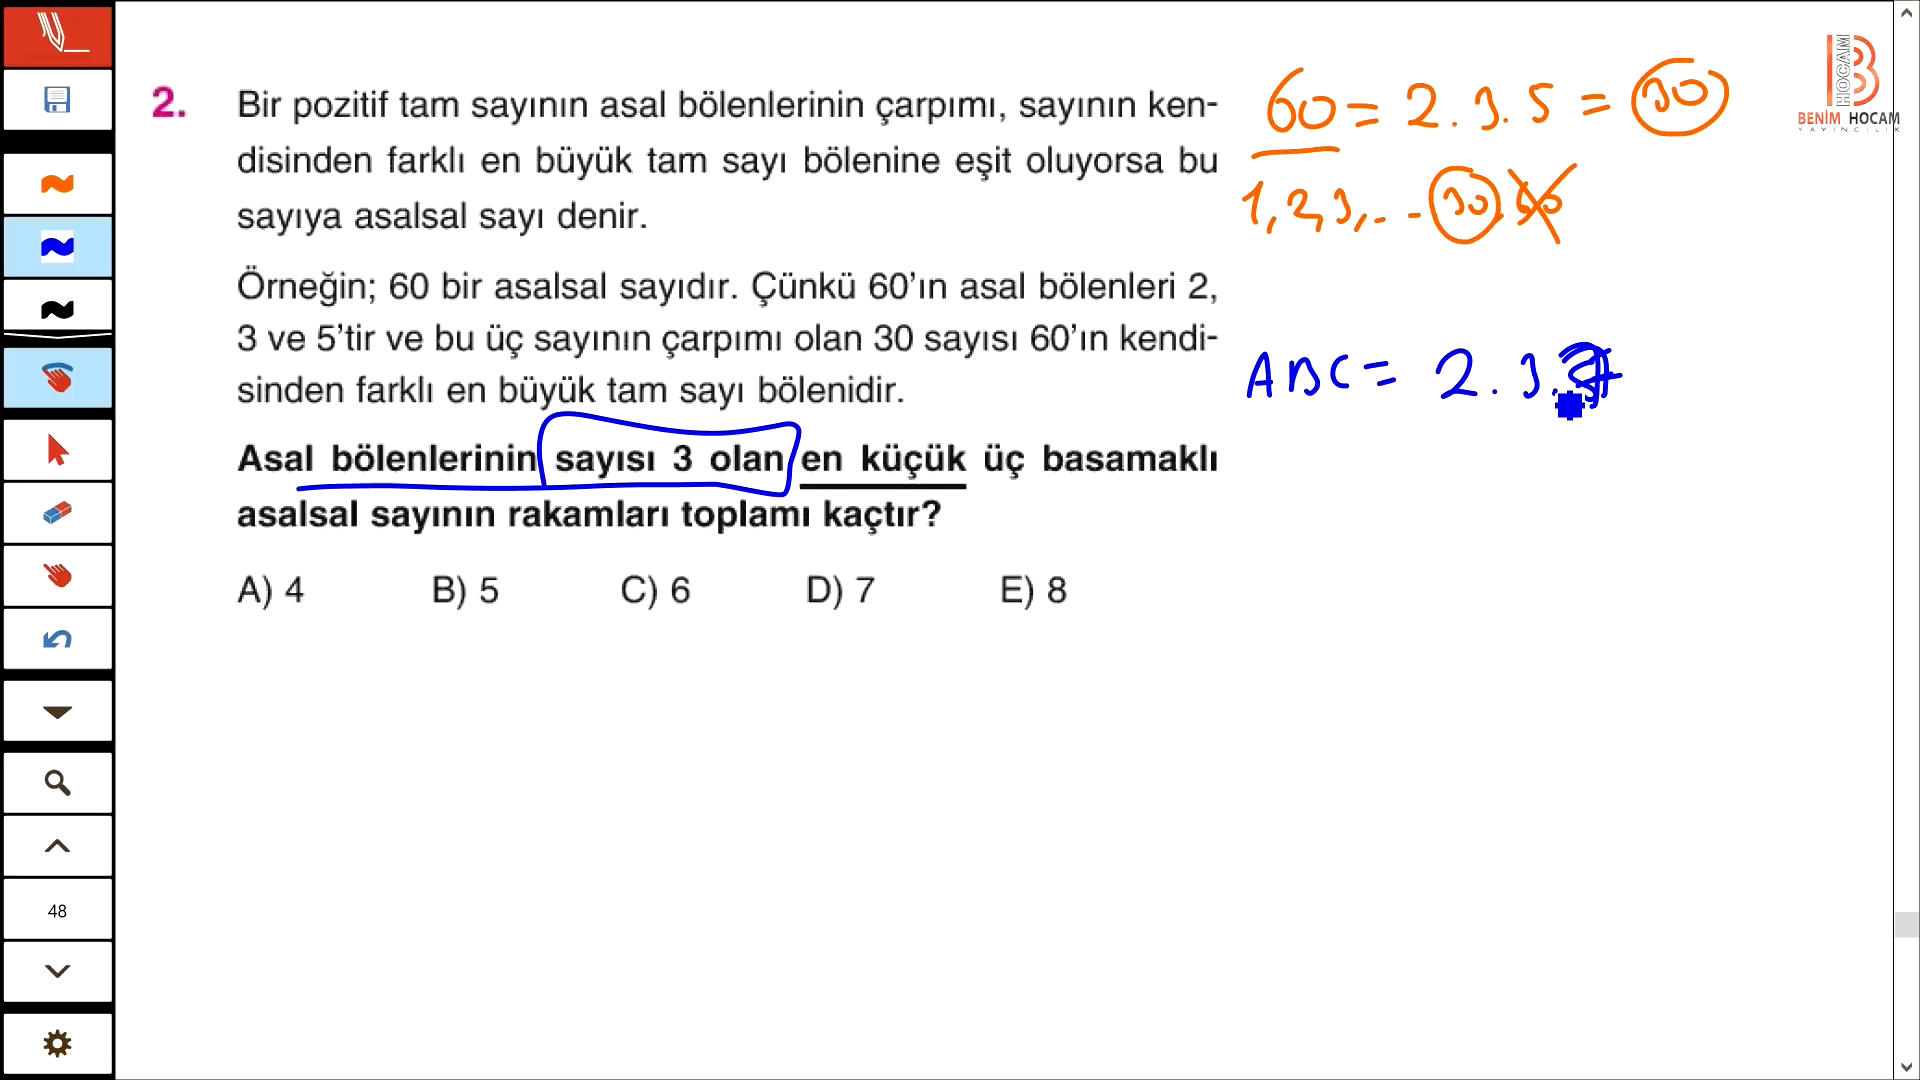 2. Bir pozitif tam sayının asal bölenlerinin çarpımı, sayının ken-
disinden farklı en büyük tam sayı bölenine eşit oluyorsa bu
sayıya asalsal sayı denir.
Örneğin; 60 bir asalsal sayıdır. Çünkü 60'ın asal bölenleri 2,
3 ve 5'tir ve bu üç sayının çarpımı olan 30 sayısı 60'ın kendi-
sinden farklı en büyük tam sayı bölenidir.
Asal bölenlerinin sayısı 3 olan en küçük üç basamaklı
asalsal sayının rakamları toplamı kaçtır?
A) 4 B) 5 C) 6 D) 7 E) 8
60 = 2.3.5 = 30
1,2,3,.. 30
ABC = 2.3.
HOCAM
BENİM HOCAM
YAYINCILIK
48